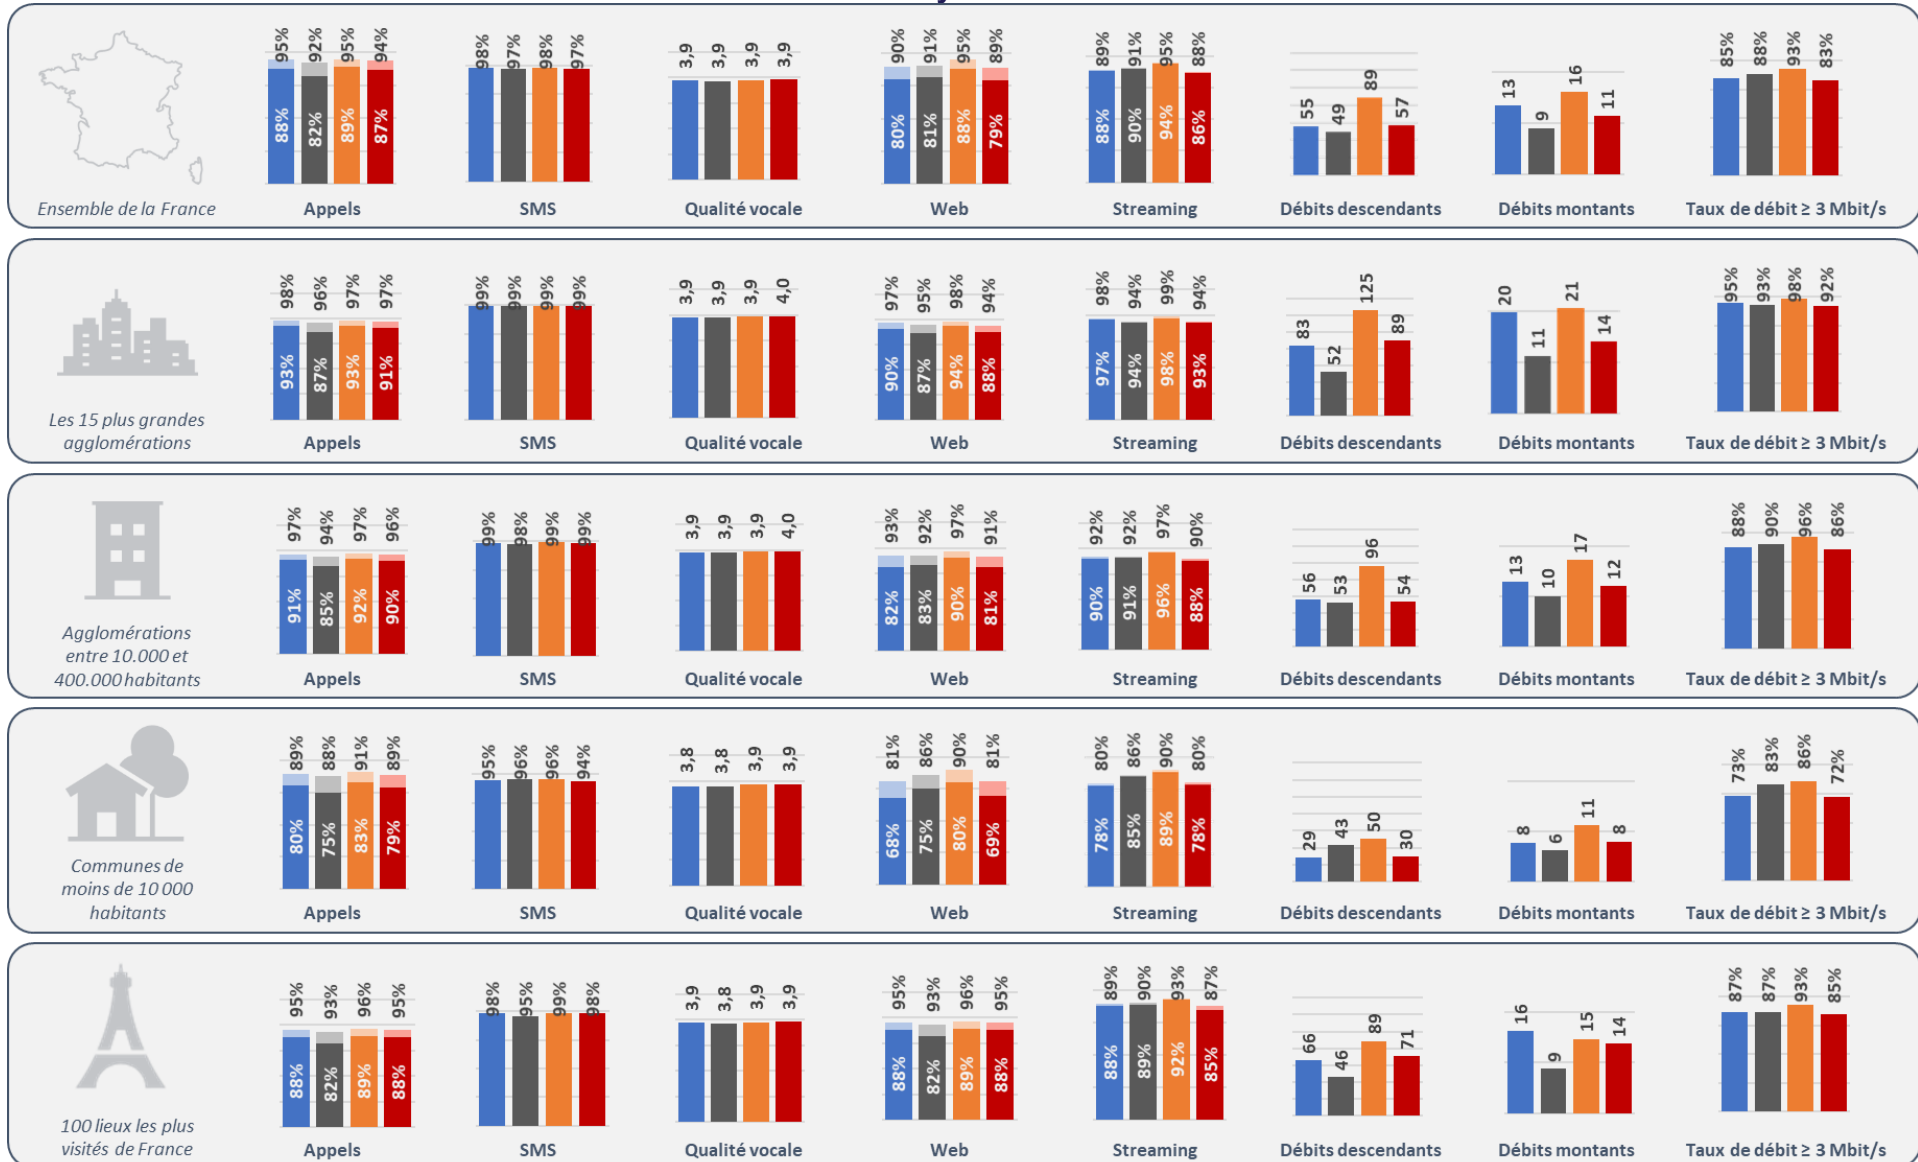 95% 92% 95% 94%
88% 82% 89% 87%
98% 97% 98% 97%
3,9 3,9 3,9 3,9
90% 91% 95% 89%
80% 81% 88% 79%
89% 91% 95% 88%
88% 90% 94% 86%
55 49 89 57
13 9 16 11
85% 88% 93% 83%
Ensemble de la France
Appels
SMS
Qualité vocale
Web
Streaming
Débits descendants
Débits montants
Taux de débit ≥ 3 Mbit/s
98% 96% 97% 97%
93% 87% 93% 91%
99% 99% 99% 99%
3,9 3,9 3,9 4,0
97% 95% 98% 94%
90% 87% 94% 88%
98% 94% 99% 94%
97% 94% 98% 93%
83 52 125 89
20 11 21 14
95% 93% 98% 92%
Les 15 plus grandes
agglomérations
Appels
SMS
Qualité vocale
Web
Streaming
Débits descendants
Débits montants
Taux de débit ≥ 3 Mbit/s
97% 94% 97% 96%
91% 85% 92% 90%
99% 98% 99% 99%
3,9 3,9 3,9 4,0
93% 92% 97% 91%
82% 83% 90% 81%
92% 92% 97% 90%
90% 91% 96% 88%
56 53 96 54
13 10 17 12
88% 90% 96% 86%
Agglomérations
entre 10.000 et
400.000 habitants
Appels
SMS
Qualité vocale
Web
Streaming
Débits descendants
Débits montants
Taux de débit ≥ 3 Mbit/s
89% 88% 91% 89%
80% 75% 83% 79%
95% 96% 96% 94%
3,8 3,8 3,9 3,9
81% 86% 90% 81%
68% 75% 80% 69%
80% 86% 90% 80%
78% 85% 89% 78%
29 43 50 30
8 6 11 8
73% 83% 86% 72%
Communes de
moins de 10 000
habitants
Appels
SMS
Qualité vocale
Web
Streaming
Débits descendants
Débits montants
Taux de débit ≥ 3 Mbit/s
95% 93% 96% 95%
88% 82% 89% 88%
98% 95% 99% 98%
3,9 3,8 3,9 3,9
95% 93% 96% 95%
88% 82% 89% 88%
89% 90% 93% 87%
88% 89% 92% 85%
66 46 89 71
16 9 15 14
87% 87% 93% 85%
100 lieux les plus
visités de France
Appels
SMS
Qualité vocale
Web
Streaming
Débits descendants
Débits montants
Taux de débit ≥ 3 Mbit/s